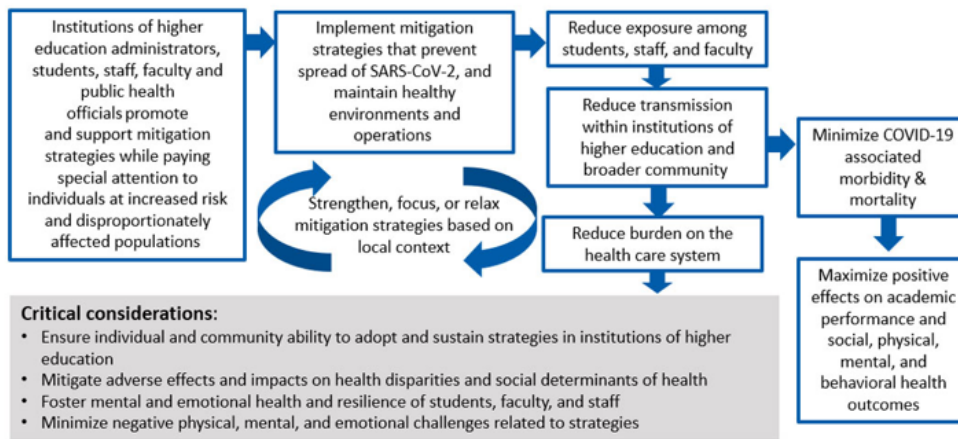 Institutions of higher
education administrators,
students, staff, faculty and
public health
officials promote
and support mitigation
strategies while paying
special attention to
individuals at increased risk
and disproportionately
affected populations
Implement mitigation
strategies that prevent
spread of SARS-CoV-2, and
maintain healthy
environments and
operations
Strengthen, focus, or relax
mitigation strategies based on
local context
Reduce exposure among
students, staff, and faculty
Reduce transmission
within institutions of
higher education and
broader community
Reduce burden on the
health care system
Minimize COVID-19
associated
morbidity &
mortality
Maximize positive
effects on academic
performance and
social, physical,
mental, and
behavioral health
outcomes
Critical considerations:
• Ensure individual and community ability to adopt and sustain strategies in institutions of higher
education
• Mitigate adverse effects and impacts on health disparities and social determinants of health
• Foster mental and emotional health and resilience of students, faculty, and staff
• Minimize negative physical, mental, and emotional challenges related to strategies